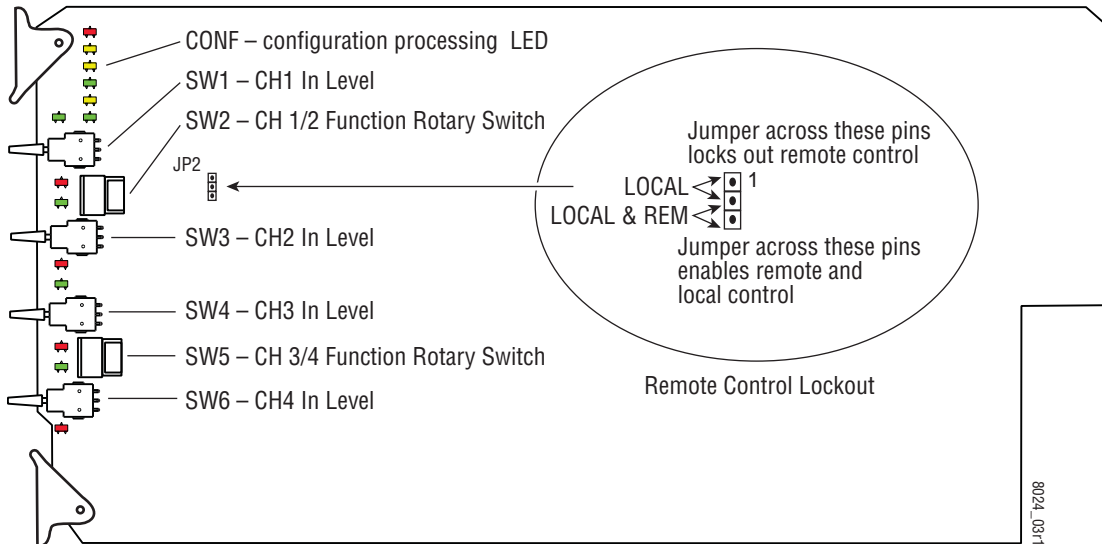 CONF – configuration processing LED
SW1 – CH1 In Level
SW2 – CH 1/2 Function Rotary Switch
JP2
SW3 – CH2 In Level
SW4 – CH3 In Level
SW5 – CH 3/4 Function Rotary Switch
SW6 – CH4 In Level
Jumper across these pins
locks out remote control
1
LOCAL
LOCAL & REM
Jumper across these pins
enables remote and
local control
Remote Control Lockout
8024_03r1